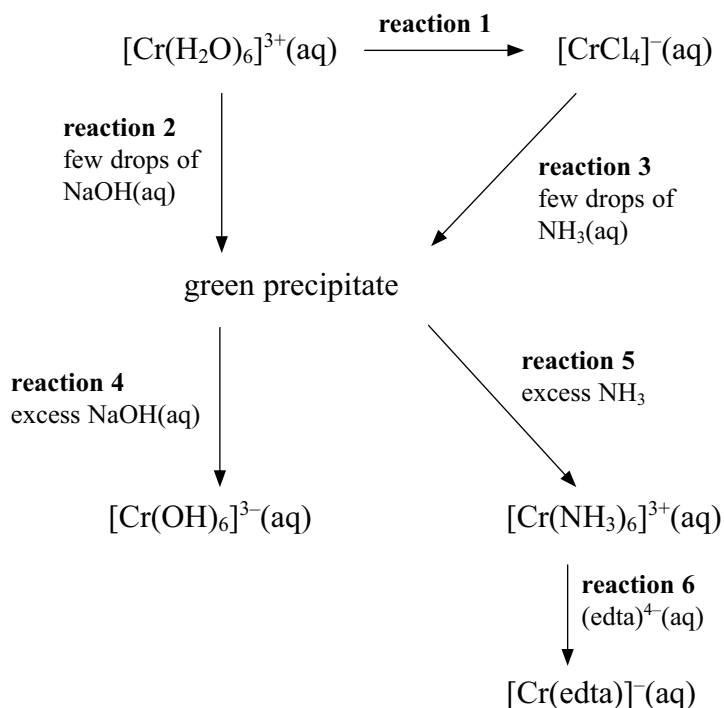 [Cr(H₂O)₆]³⁺(aq)
reaction 1
[CrCl₄]⁻(aq)
reaction 2
few drops of
NaOH(aq)
reaction 3
few drops of
NH₃(aq)
green precipitate
reaction 4
excess NaOH(aq)
reaction 5
excess NH₃
[Cr(OH)₆]³⁻(aq)
[Cr(NH₃)₆]³⁺(aq)
reaction 6
(edta)⁴⁻(aq)
[Cr(edta)]⁻(aq)